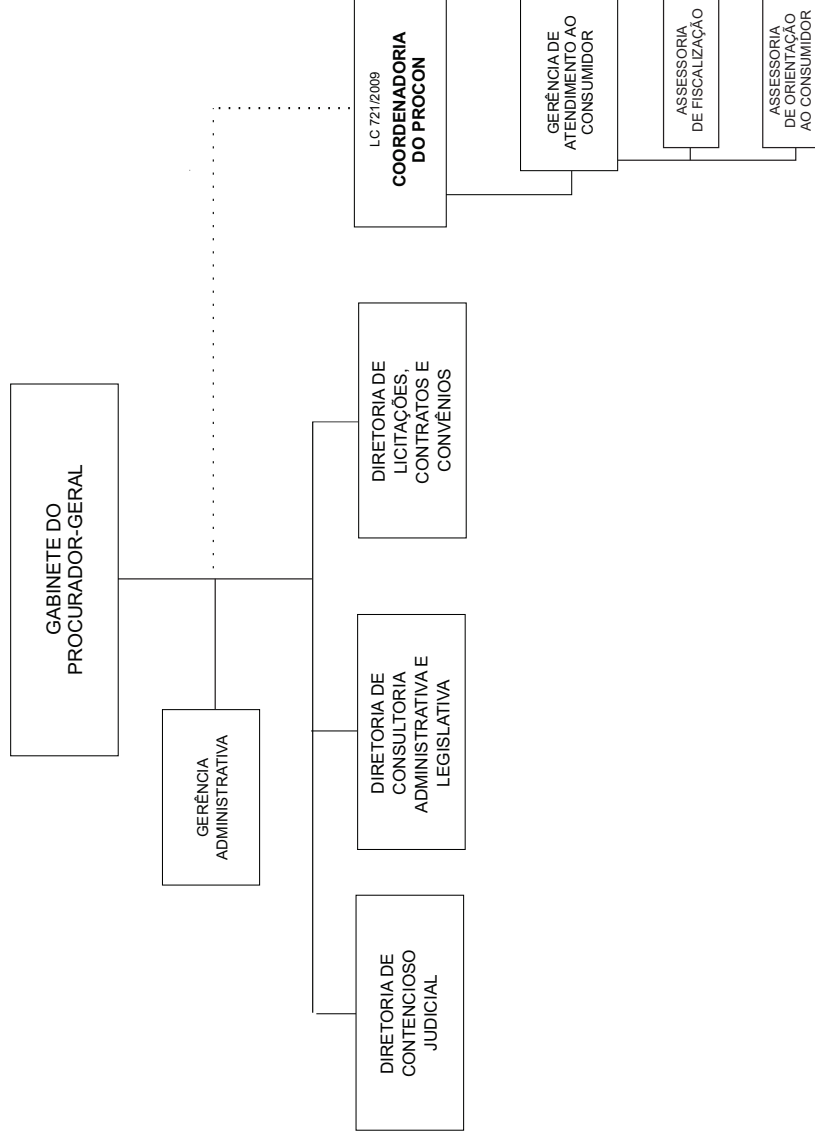 GABINETE DO
PROCURADOR-GERAL
GERÊNCIA
ADMINISTRATIVA
DIRETORIA DE
CONTENCIOSO
JUDICIAL
DIRETORIA DE
CONSULTORIA
ADMINISTRATIVA E
LEGISLATIVA
DIRETORIA DE
LICITAÇÕES,
CONTRATOS E
CONVÊNIOS
LC 721/2009
COORDENADORIA
DO PROCON
GERÊNCIA DE
ATENDIMENTO AO
CONSUMIDOR
ASSESSORIA
DE FISCALIZAÇÃO
ASSESSORIA
DE ORIENTAÇÃO
AO CONSUMIDOR